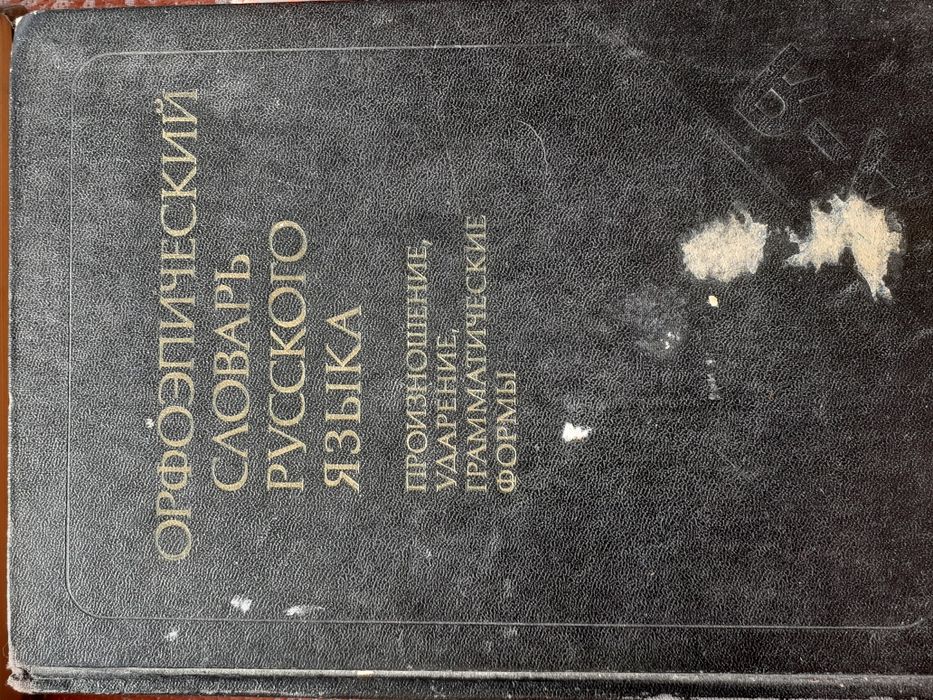 ОРФОЭПИЧЕСКИЙ
СЛОВАРЬ
РУССКОГО
ЯЗЫКА
ПРОИЗНОШЕНИЕ,
УДАРЕНИЕ,
ГРАММАТИЧЕСКИЕ
ФОРМЫ